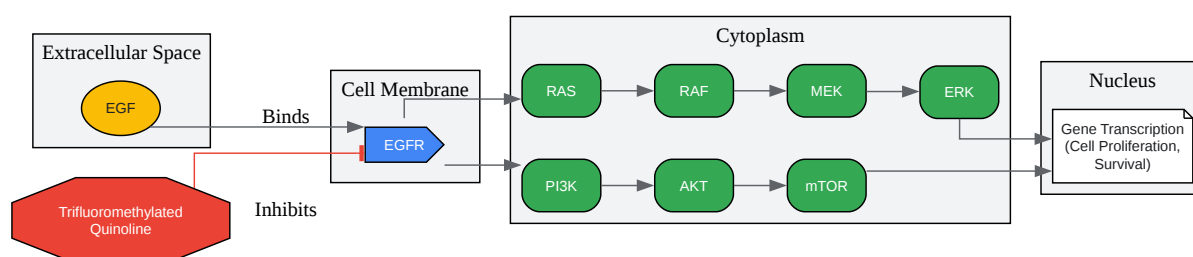 Extracellular Space
EGF
Binds
Trifluoromethylated
Quinoline
Inhibits
Cell Membrane
EGFR
Cytoplasm
RAS
RAF
MEK
ERK
PI3K
AKT
mTOR
Nucleus
Gene Transcription
(Cell Proliferation,
Survival)